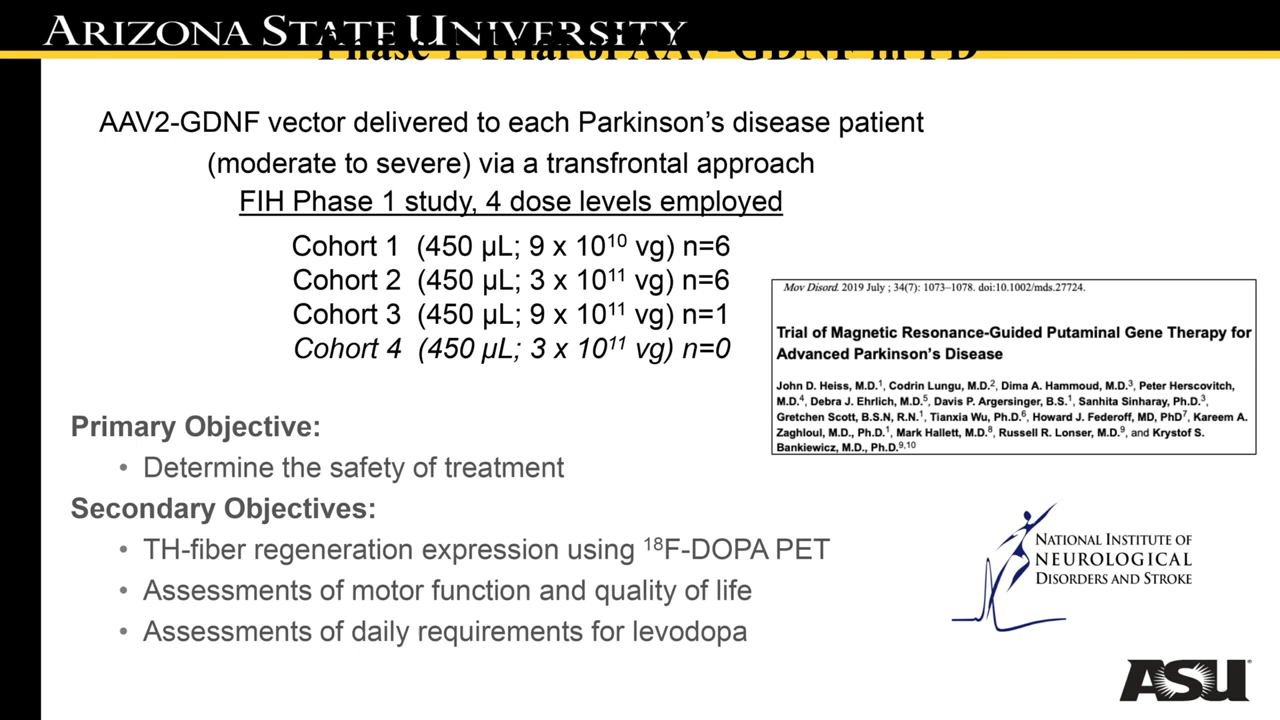 ARIZONA STATE UNIVERSITY
Phase 1 Trial of AAV-GDNF in PD
AAV2-GDNF vector delivered to each Parkinson’s disease patient
(moderate to severe) via a transfrontal approach
FIH Phase 1 study, 4 dose levels employed
Cohort 1 (450 µL; 9 x 10¹⁰ vg) n=6
Cohort 2 (450 µL; 3 x 10¹¹ vg) n=6
Cohort 3 (450 µL; 9 x 10¹¹ vg) n=1
Cohort 4 (450 µL; 3 x 10¹¹ vg) n=0
Mov Disord. 2019 July ; 34(7): 1073–1078. doi:10.1002/mds.27724.
Trial of Magnetic Resonance-Guided Putaminal Gene Therapy for
Advanced Parkinson’s Disease
John D. Heiss, M.D.¹, Codrin Lungu, M.D.², Dima A. Hammoud, M.D.³, Peter Herscovitch,
M.D.⁴, Debra J. Ehrlich, M.D.⁵, Davis P. Argersinger, B.S.¹, Sanhita Sinharay, Ph.D.³,
Gretchen Scott, B.S.N, R.N.¹, Tianxia Wu, Ph.D.⁶, Howard J. Federoff, MD, PhD⁷, Kareem A.
Zaghloul, M.D., Ph.D.¹, Mark Hallett, M.D.⁸, Russell R. Lonser, M.D.⁹, and Krystof S.
Bankiewicz, M.D., Ph.D.⁹,¹⁰
Primary Objective:
• Determine the safety of treatment
Secondary Objectives:
• TH-fiber regeneration expression using ¹⁸F-DOPA PET
• Assessments of motor function and quality of life
• Assessments of daily requirements for levodopa
NATIONAL INSTITUTE OF
NEUROLOGICAL
DISORDERS AND STROKE
ASU